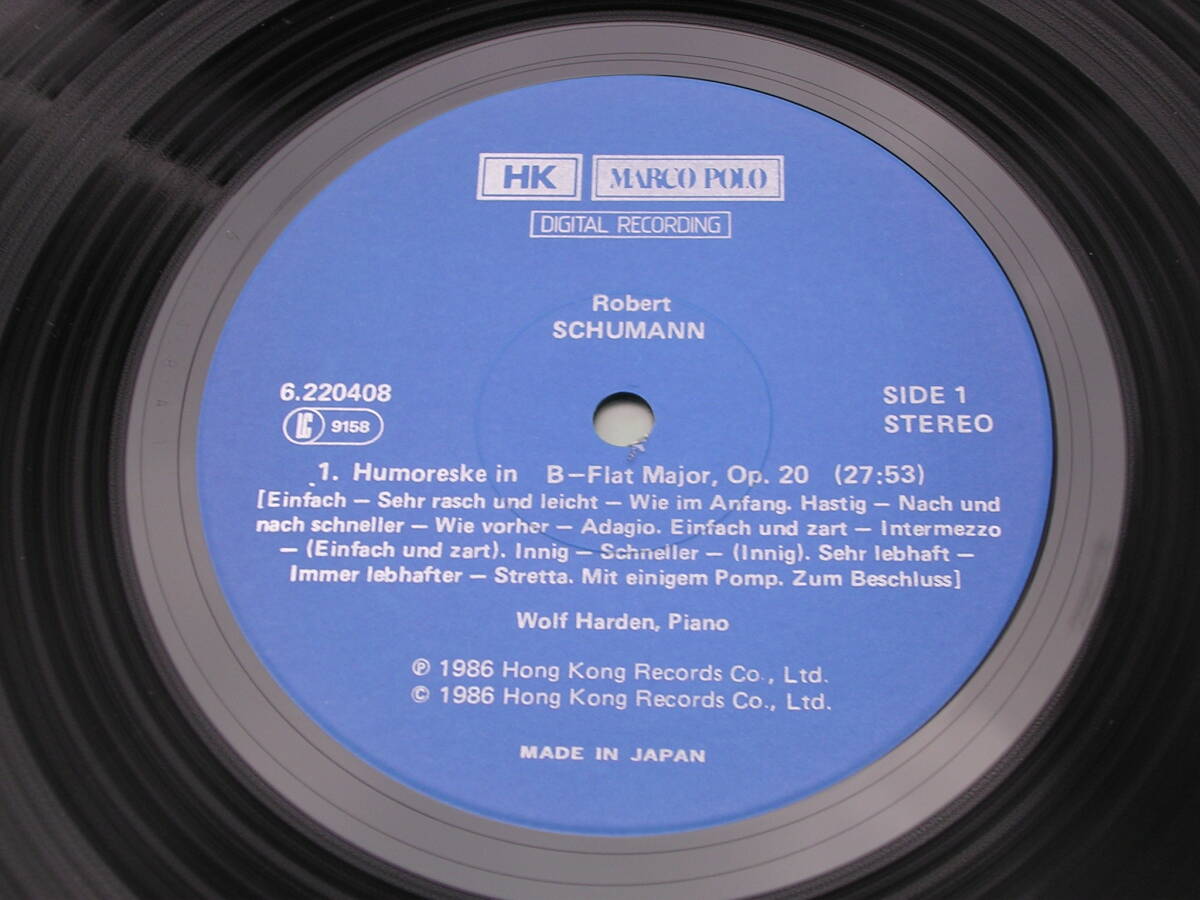 HK MARCO POLO
DIGITAL RECORDING
Robert
SCHUMANN
6.220408
LC 9158
SIDE 1
STEREO
1. Humoreske in B–Flat Major, Op. 20 (27:53)
[Einfach – Sehr rasch und leicht – Wie im Anfang. Hastig – Nach und
nach schneller – Wie vorher – Adagio. Einfach und zart – Intermezzo
– (Einfach und zart). Innig – Schneller – (Innig). Sehr lebhaft –
Immer lebhafter – Stretta. Mit einigem Pomp. Zum Beschluss]
Wolf Harden, Piano
℗ 1986 Hong Kong Records Co., Ltd.
© 1986 Hong Kong Records Co., Ltd.
MADE IN JAPAN